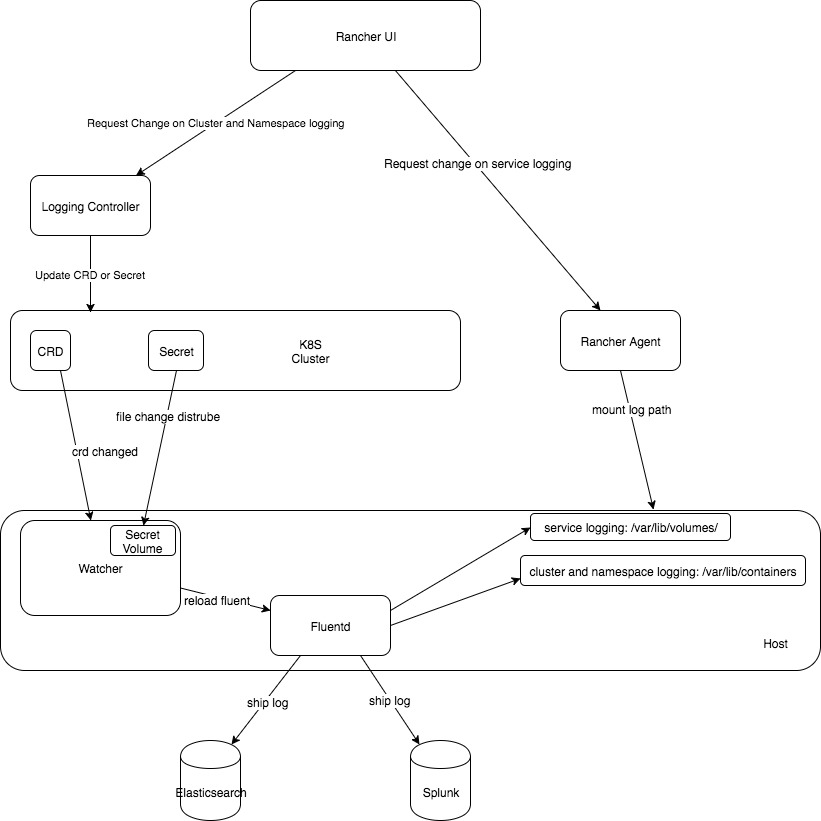 Rancher UI
Request Change on Cluster and Namespace logging
Request change on service logging
Logging Controller
Update CRD or Secret
CRD
Secret
K8S
Cluster
Rancher Agent
file change distrube
mount log path
crd changed
Secret
Volume
Watcher
service logging: /var/lib/volumes/
cluster and namespace logging: /var/lib/containers
reload fluent
Fluentd
Host
ship log
ship log
Elasticsearch
Splunk